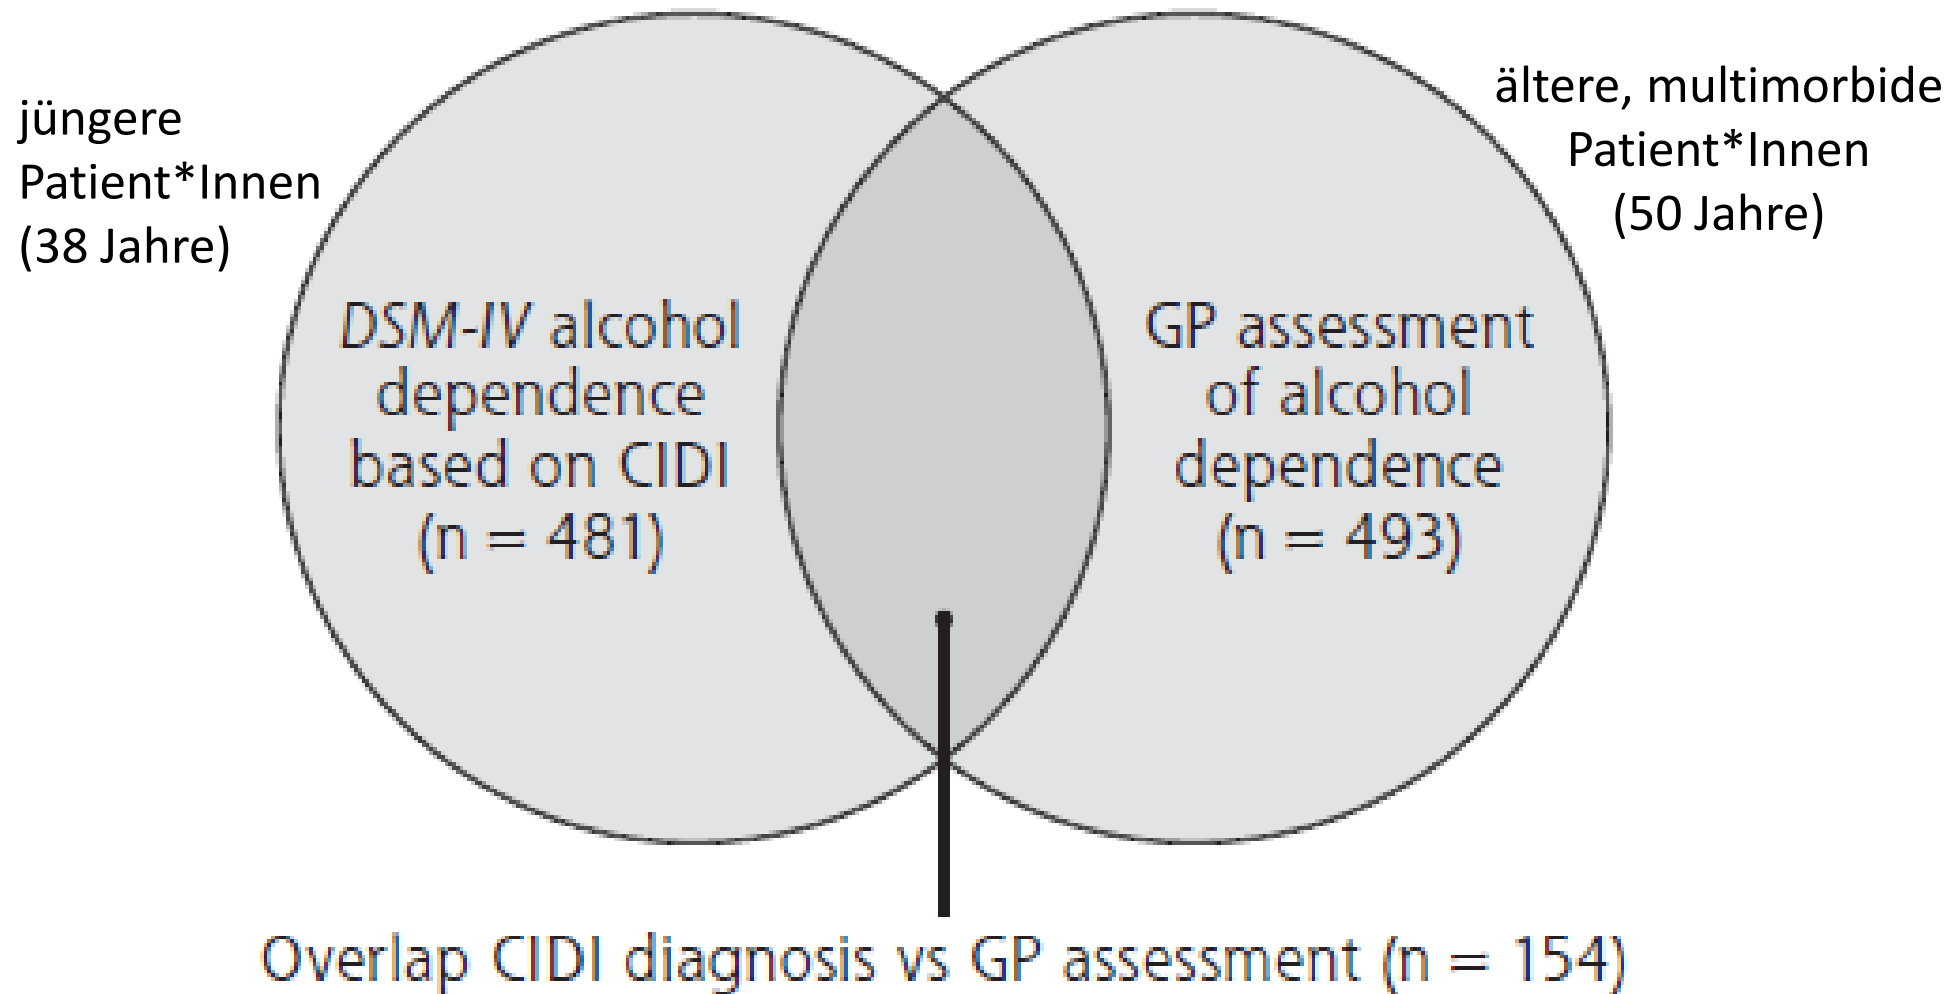 jüngere
Patient*Innen
(38 Jahre)
ältere, multimorbide
Patient*Innen
(50 Jahre)
DSM-IV alcohol
dependence
based on CIDI
(n = 481)
GP assessment
of alcohol
dependence
(n = 493)
Overlap CIDI diagnosis vs GP assessment (n = 154)